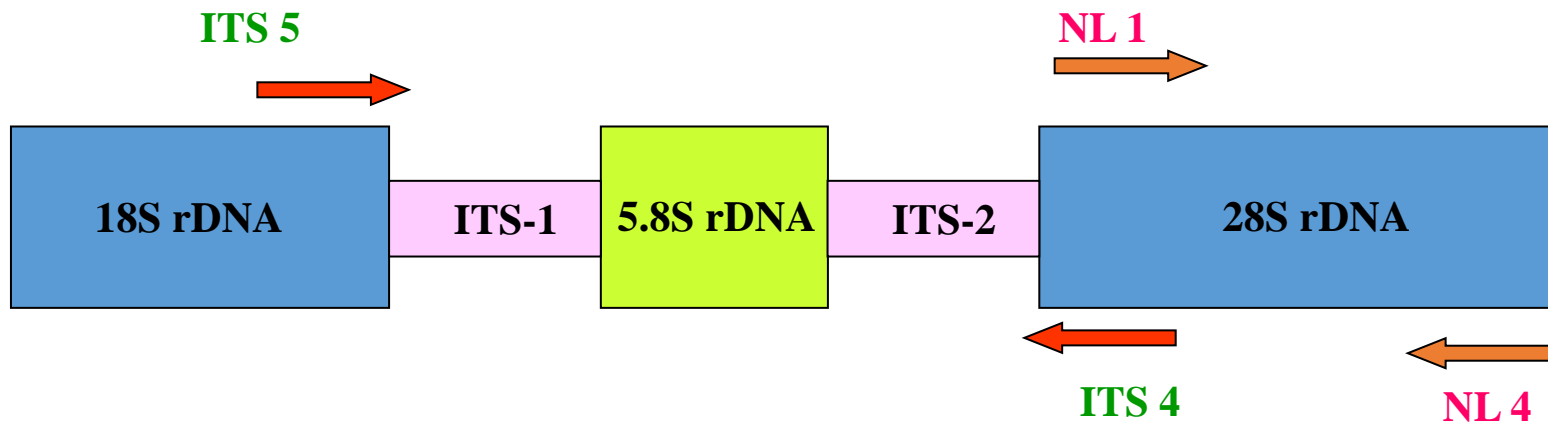 ITS 5
NL 1
18S rDNA
ITS-1
5.8S rDNA
ITS-2
28S rDNA
ITS 4
NL 4